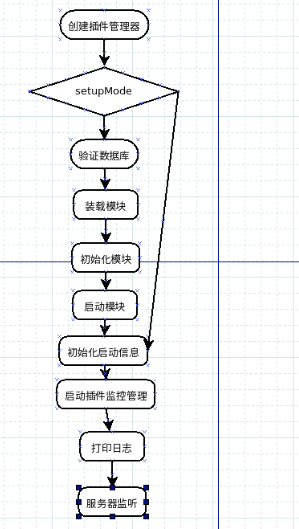 创建插件管理器
setupMode
验证数据库
装载模块
初始化模块
启动模块
初始化启动信息
启动插件监控管理
打印日志
服务器监听